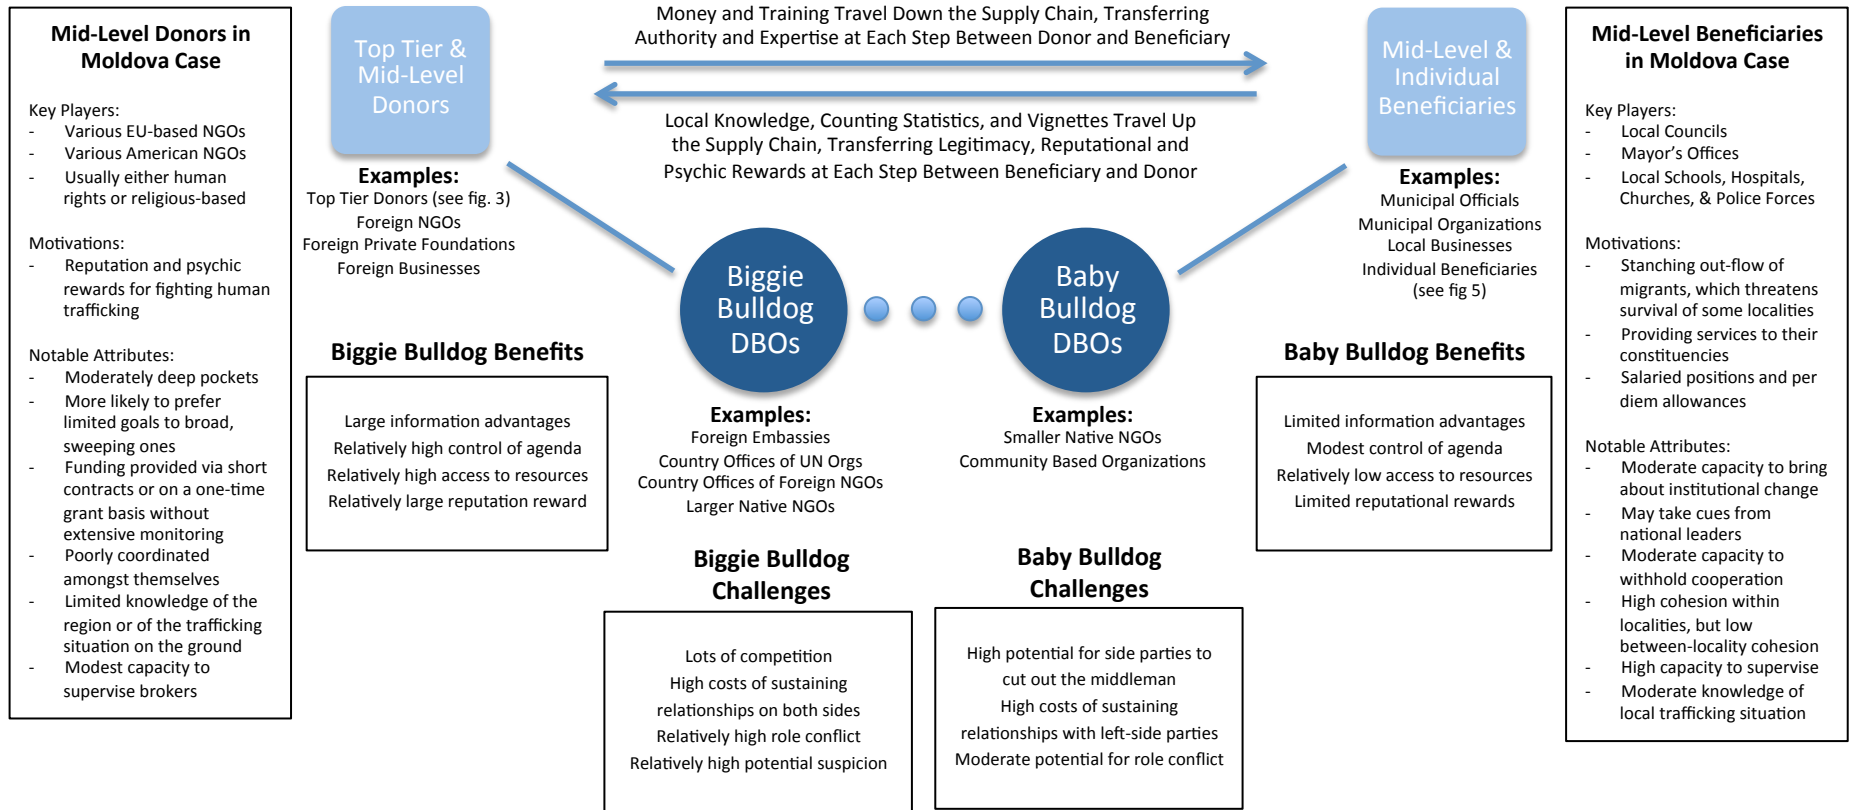 Mid-Level Donors in
Moldova Case
Key Players:
- Various EU-based NGOs
- Various American NGOs
- Usually either human
rights or religious-based
Motivations:
- Reputation and psychic
rewards for fighting human
trafficking
Notable Attributes:
- Moderately deep pockets
- More likely to prefer
limited goals to broad,
sweeping ones
- Funding provided via short
contracts or on a one-time
grant basis without
extensive monitoring
- Poorly coordinated
amongst themselves
- Limited knowledge of the
region or of the trafficking
situation on the ground
- Modest capacity to
supervise brokers
Top Tier &
Mid-Level
Donors
Examples:
Top Tier Donors (see fig. 3)
Foreign NGOs
Foreign Private Foundations
Foreign Businesses
Money and Training Travel Down the Supply Chain, Transferring
Authority and Expertise at Each Step Between Donor and Beneficiary
Local Knowledge, Counting Statistics, and Vignettes Travel Up
the Supply Chain, Transferring Legitimacy, Reputational and
Psychic Rewards at Each Step Between Beneficiary and Donor
Mid-Level &
Individual
Beneficiaries
Examples:
Municipal Officials
Municipal Organizations
Local Businesses
Individual Beneficiaries
(see fig 5)
Biggie
Bulldog
DBOs
Examples:
Foreign Embassies
Country Offices of UN Orgs
Country Offices of Foreign NGOs
Larger Native NGOs
Baby
Bulldog
DBOs
Examples:
Smaller Native NGOs
Community Based Organizations
Biggie Bulldog Benefits
Large information advantages
Relatively high control of agenda
Relatively high access to resources
Relatively large reputation reward
Baby Bulldog Benefits
Limited information advantages
Modest control of agenda
Relatively low access to resources
Limited reputational rewards
Biggie Bulldog
Challenges
Lots of competition
High costs of sustaining
relationships on both sides
Relatively high role conflict
Relatively high potential suspicion
Baby Bulldog
Challenges
High potential for side parties to
cut out the middleman
High costs of sustaining
relationships with left-side parties
Moderate potential for role conflict
Mid-Level Beneficiaries
in Moldova Case
Key Players:
- Local Councils
- Mayor's Offices
- Local Schools, Hospitals,
Churches, & Police Forces
Motivations:
- Stanching out-flow of
migrants, which threatens
survival of some localities
- Providing services to their
constituencies
- Salaried positions and per
diem allowances
Notable Attributes:
- Moderate capacity to bring
about institutional change
- May take cues from
national leaders
- Moderate capacity to
withhold cooperation
- High cohesion within
localities, but low
between-locality cohesion
- High capacity to supervise
- Moderate knowledge of
local trafficking situation